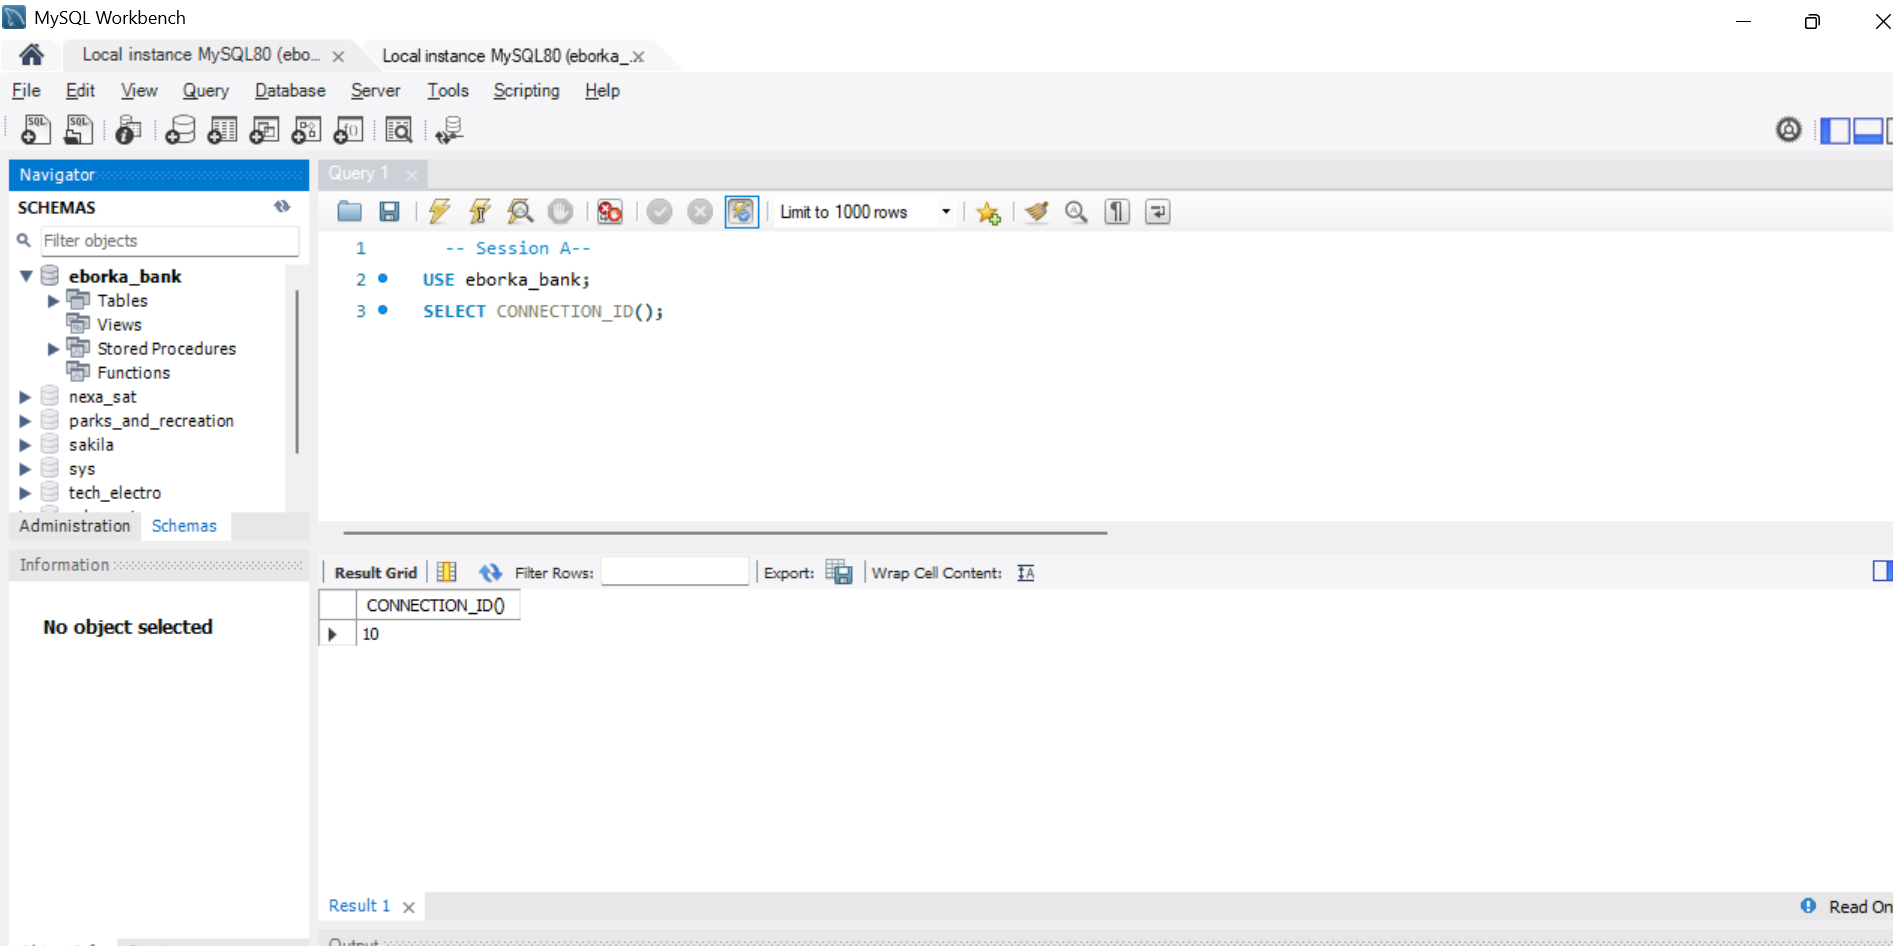 MySQL Workbench
Local instance MySQL80 (ebo...
Local instance MySQL80 (eborka_...
File Edit View Query Database Server Tools Scripting Help
Navigator
SCHEMAS
Filter objects
eborka_bank
Tables
Views
Stored Procedures
Functions
nexa_sat
parks_and_recreation
sakila
sys
tech_electro
Administration Schemas
Information
No object selected
Query 1
Limit to 1000 rows
1 -- Session A--
2 USE eborka_bank;
3 SELECT CONNECTION_ID();
Result Grid Filter Rows: Export: Wrap Cell Content:
CONNECTION_ID()
10
Result 1
Read On
Output